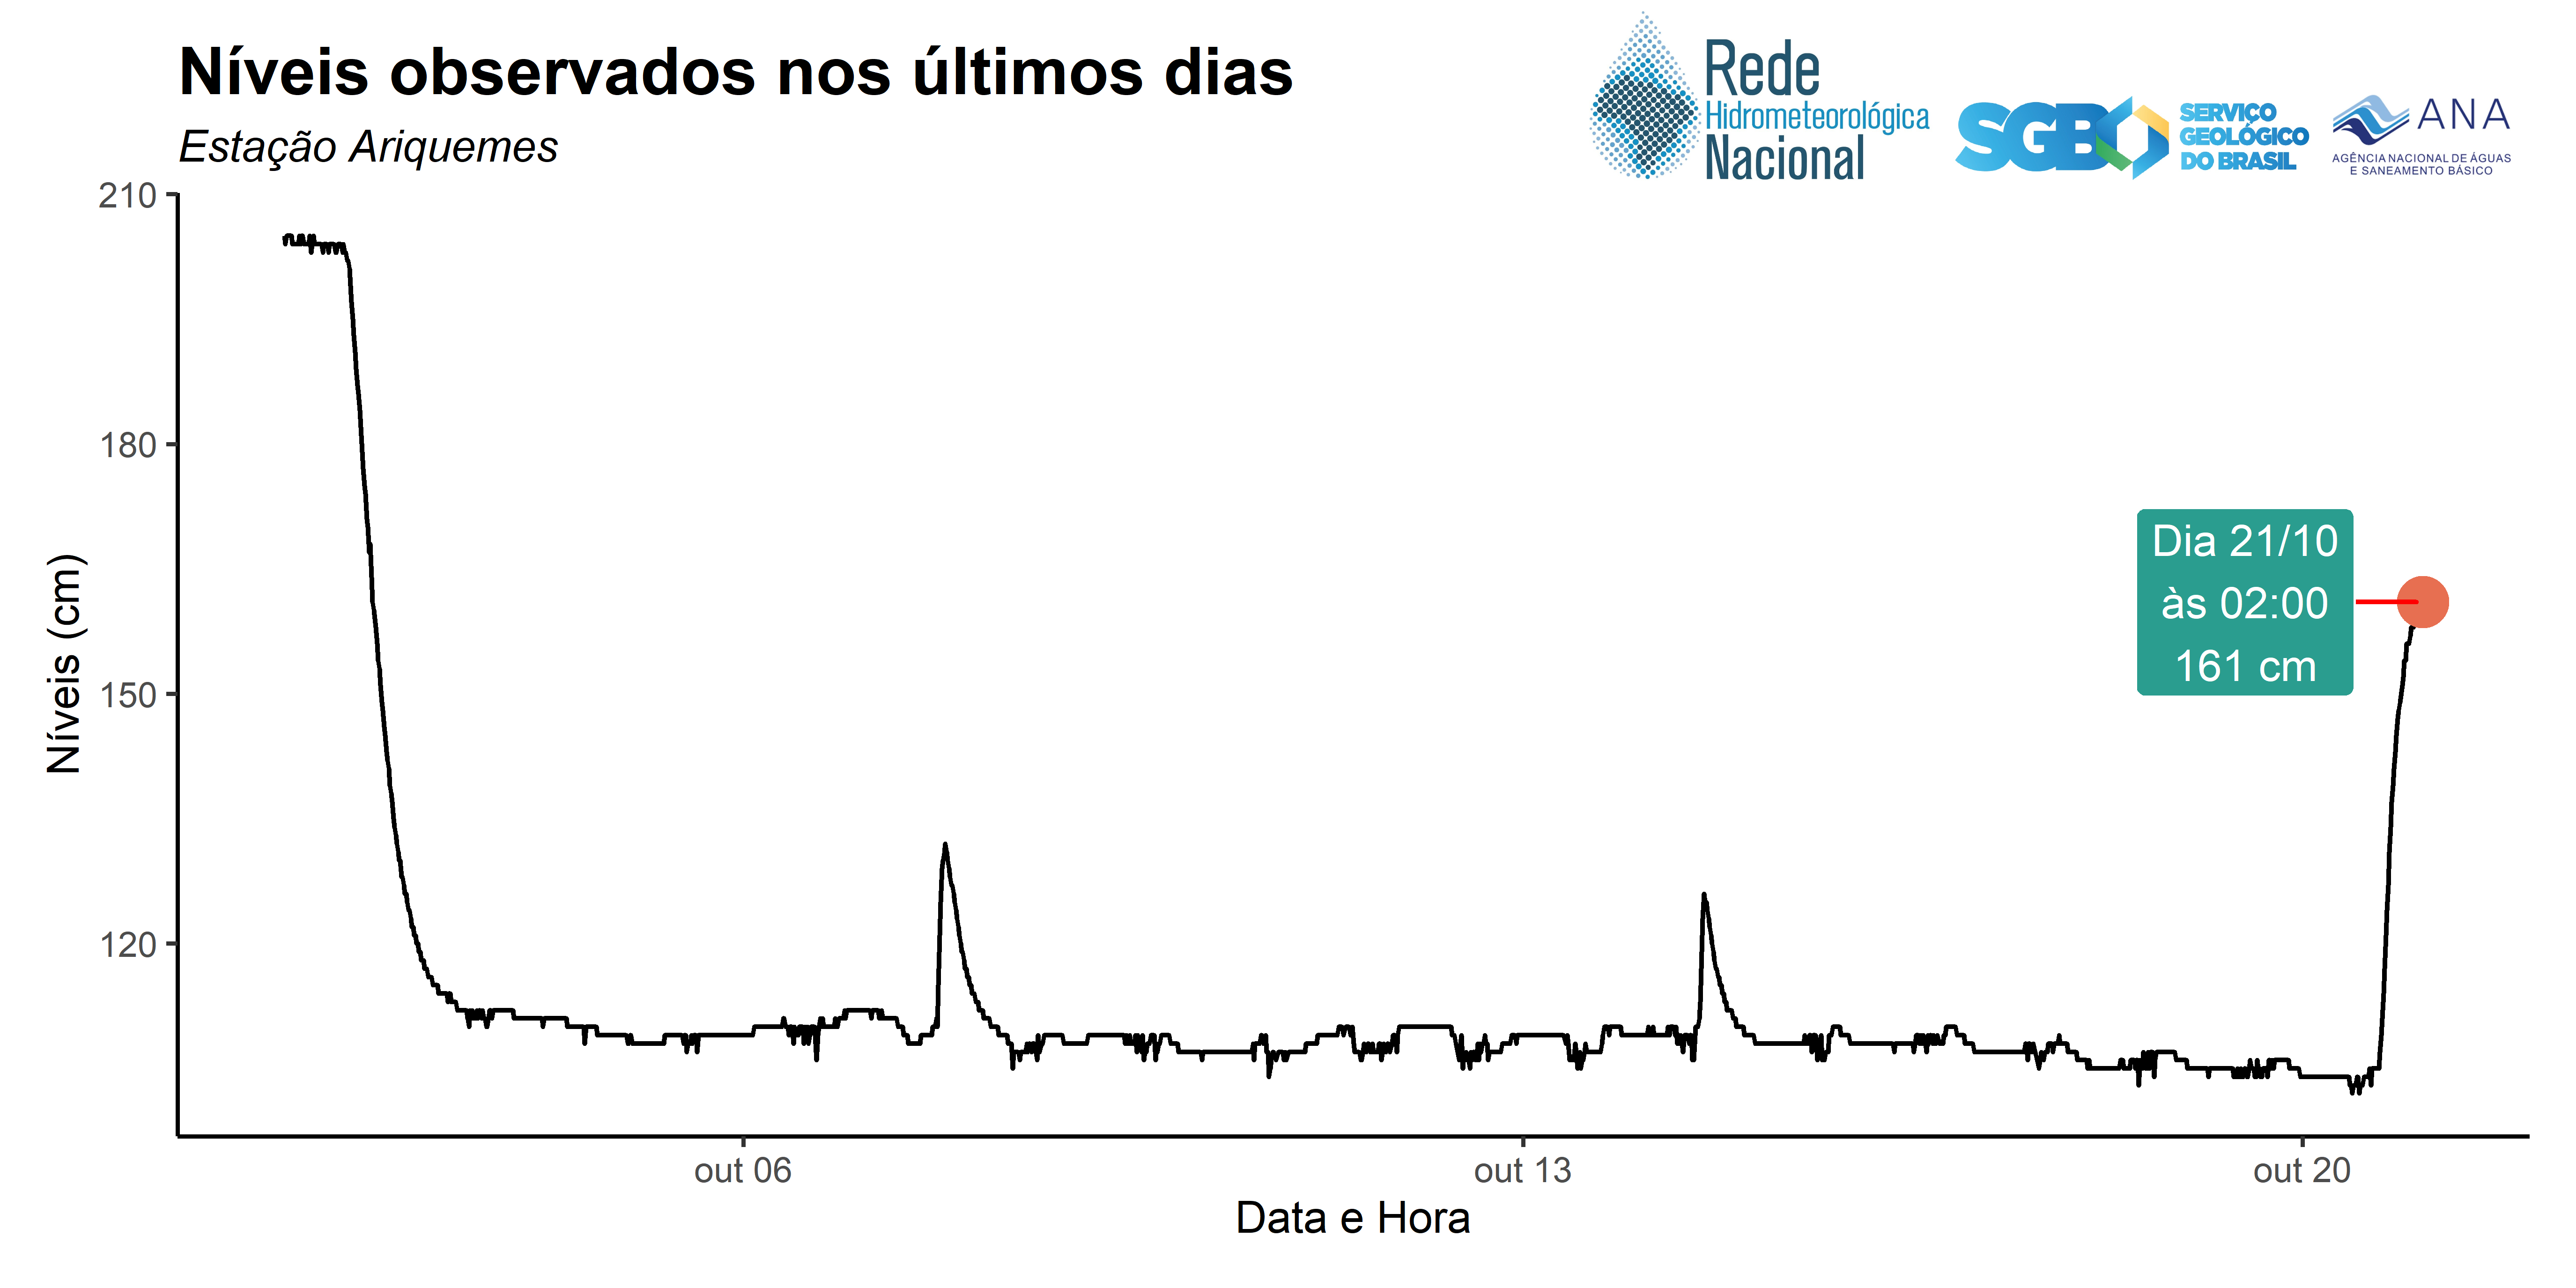 Níveis observados nos últimos dias
Estação Ariquemes
Rede
Hidrometeorológica
Nacional
SGB
SERVIÇO
GEOLÓGICO
DO BRASIL
ANA
AGÊNCIA NACIONAL DE ÁGUAS
E SANEAMENTO BÁSICO
210
180
150
120
Níveis (cm)
Dia 21/10
às 02:00
161 cm
out 06
out 13
out 20
Data e Hora